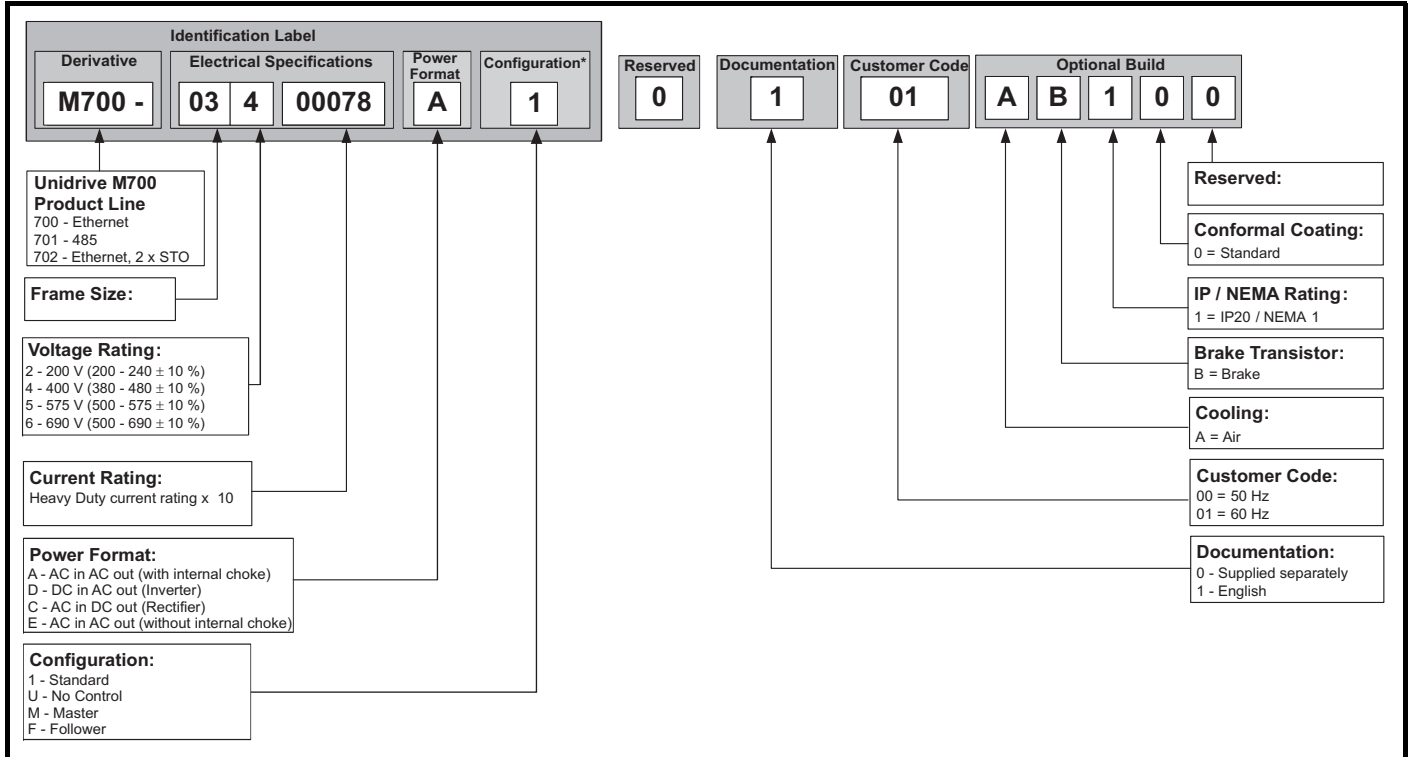 Identification Label
Derivative
Electrical Specifications
Power
Format
Configuration*
Reserved
Documentation
Customer Code
Optional Build
M700 -
03
4
00078
A
1
0
1
01
A
B
1
0
0
Unidrive M700
Product Line
700 - Ethernet
701 - 485
702 - Ethernet, 2 x STO
Frame Size:
Voltage Rating:
2 - 200 V (200 - 240 ± 10 %)
4 - 400 V (380 - 480 ± 10 %)
5 - 575 V (500 - 575 ± 10 %)
6 - 690 V (500 - 690 ± 10 %)
Current Rating:
Heavy Duty current rating x 10
Power Format:
A - AC in AC out (with internal choke)
D - DC in AC out (Inverter)
C - AC in DC out (Rectifier)
E - AC in AC out (without internal choke)
Configuration:
1 - Standard
U - No Control
M - Master
F - Follower
Reserved:
Conformal Coating:
0 = Standard
IP / NEMA Rating:
1 = IP20 / NEMA 1
Brake Transistor:
B = Brake
Cooling:
A = Air
Customer Code:
00 = 50 Hz
01 = 60 Hz
Documentation:
0 - Supplied separately
1 - English